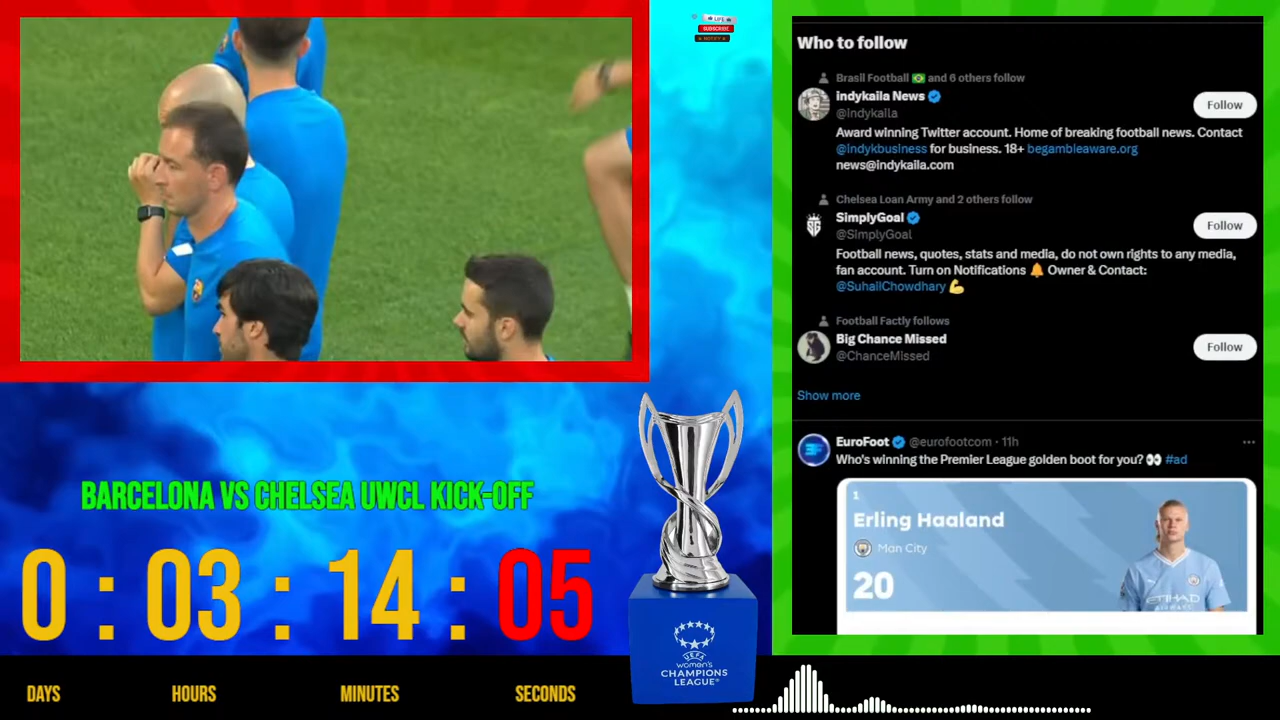 LIFE
SUBSCRIBE
NOTIFY
BARCELONA VS CHELSEA UWCL KICK-OFF
0 : 03 : 14 : 05
DAYS HOURS MINUTES SECONDS
UEFA
women's
CHAMPIONS
LEAGUE®
Who to follow
Brasil Football 🇧🇷 and 6 others follow
indykaila News
@indykaila
Follow
Award winning Twitter account. Home of breaking football news. Contact
@indykbusiness for business. 18+ begambleaware.org
news@indykaila.com
Chelsea Loan Army and 2 others follow
SimplyGoal
@SimplyGoal
Follow
Football news, quotes, stats and media, do not own rights to any media,
fan account. Turn on Notifications 🔔 Owner & Contact:
@SuhailChowdhary 💪
Football Factly follows
Big Chance Missed
@ChanceMissed
Follow
Show more
EuroFoot @eurofootcom · 11h
Who's winning the Premier League golden boot for you? 👀 #ad
1
Erling Haaland
Man City
20
ETIHAD
AIRWAYS